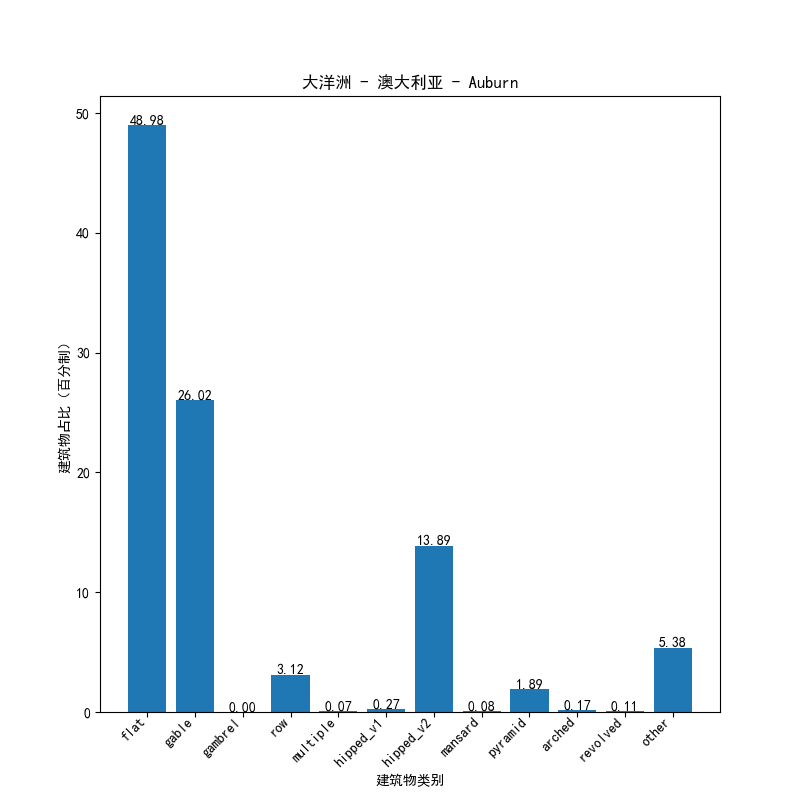 大洋洲 - 澳大利亚 - Auburn
建筑物占比（百分制）
50
40
30
20
10
0
48.98
26.02
0.00
3.12
0.07
0.27
13.89
0.08
1.89
0.17
0.11
5.38
flat
gable
gambrel
row
multiple
hipped_v1
hipped_v2
mansard
pyramid
arched
revolved
other
建筑物类别